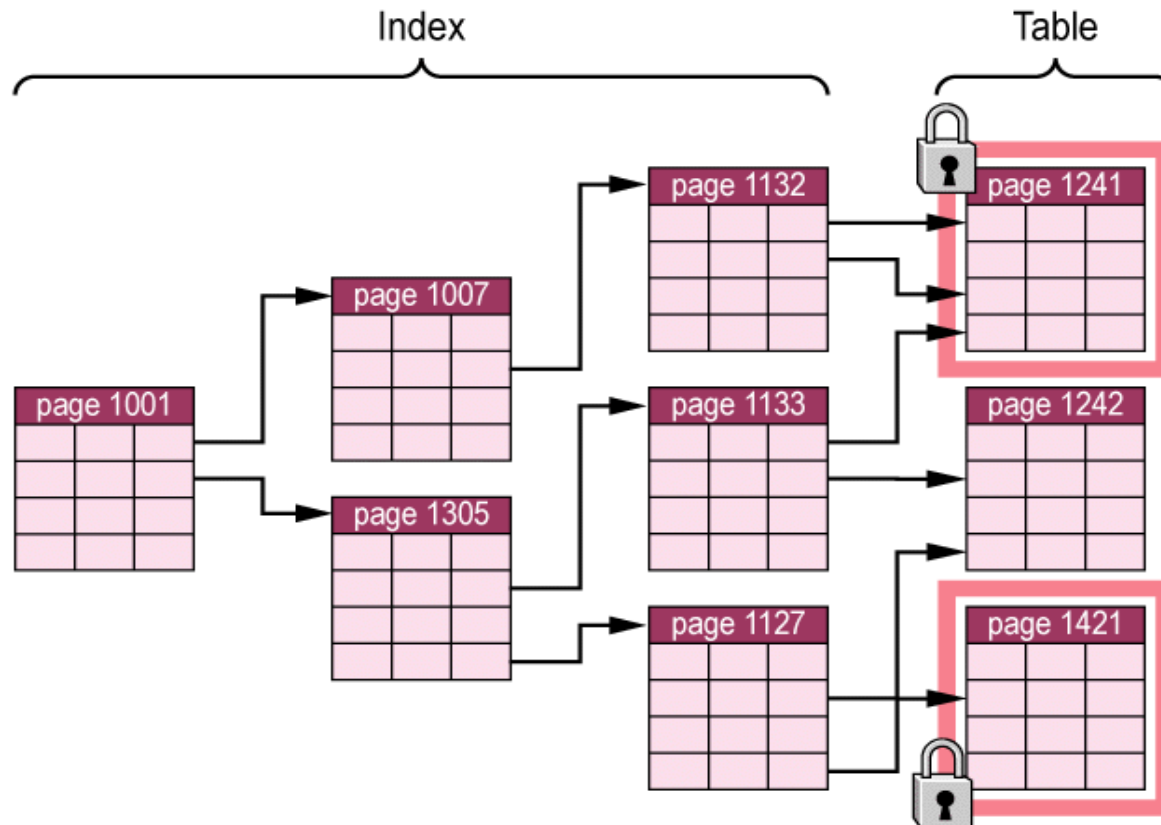 Index
Table
page 1132
page 1241
page 1007
page 1001
page 1133
page 1242
page 1305
page 1127
page 1421